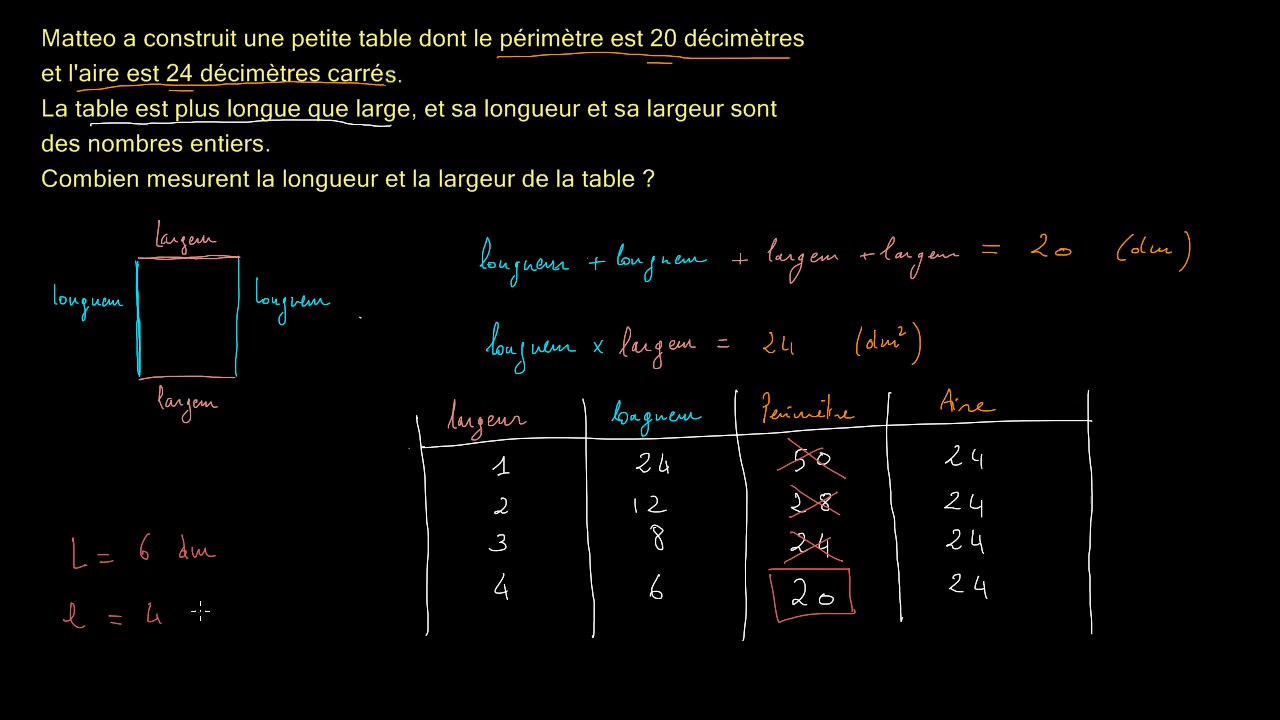 Matteo a construit une petite table dont le périmètre est 20 décimètres
et l'aire est 24 décimètres carrés.
La table est plus longue que large, et sa longueur et sa largeur sont
des nombres entiers.
Combien mesurent la longueur et la largeur de la table ?
largeur
longueur longueur
largeur
longueur + longueur + largeur + largeur = 20 (dm)
longueur x largeur = 24 (dm²)
largeur longueur Périmètre Aire
1 24 50 24
2 12 28 24
3 8 24 24
4 6 20 24
L = 6 dm
l = 4